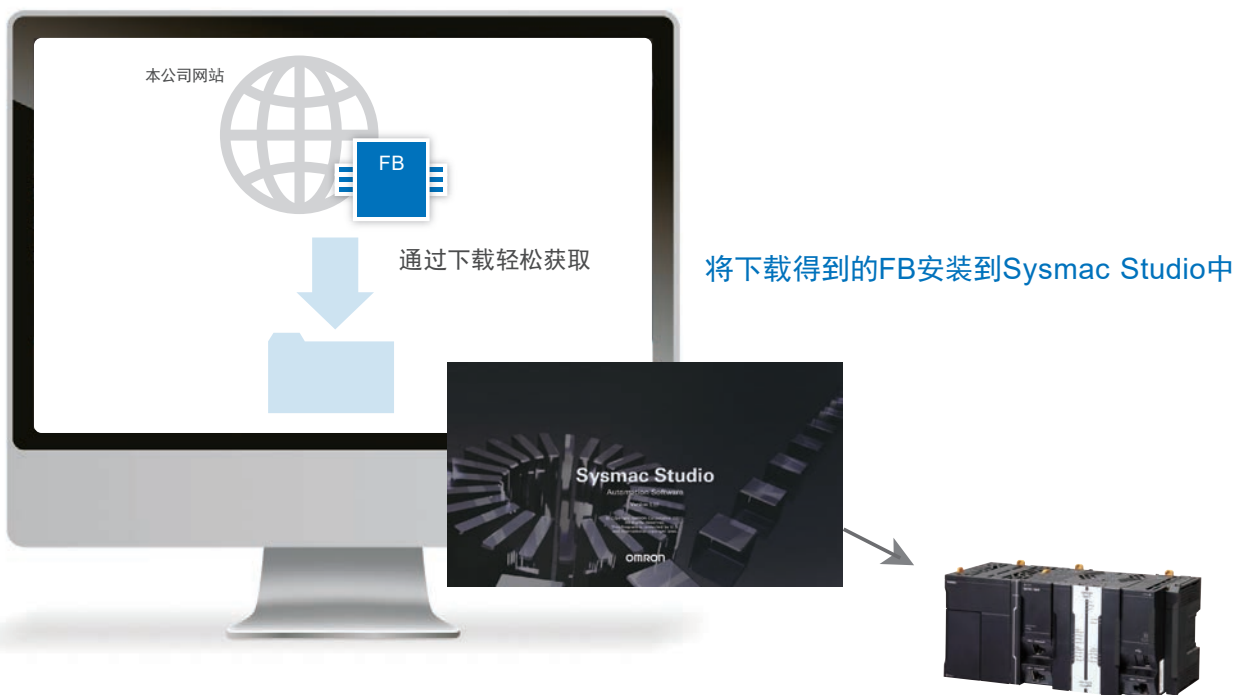 本公司网站
FB
通过下载轻松获取
将下载得到的FB安装到Sysmac Studio中
Sysmac Studio
Automation Software
OMRON